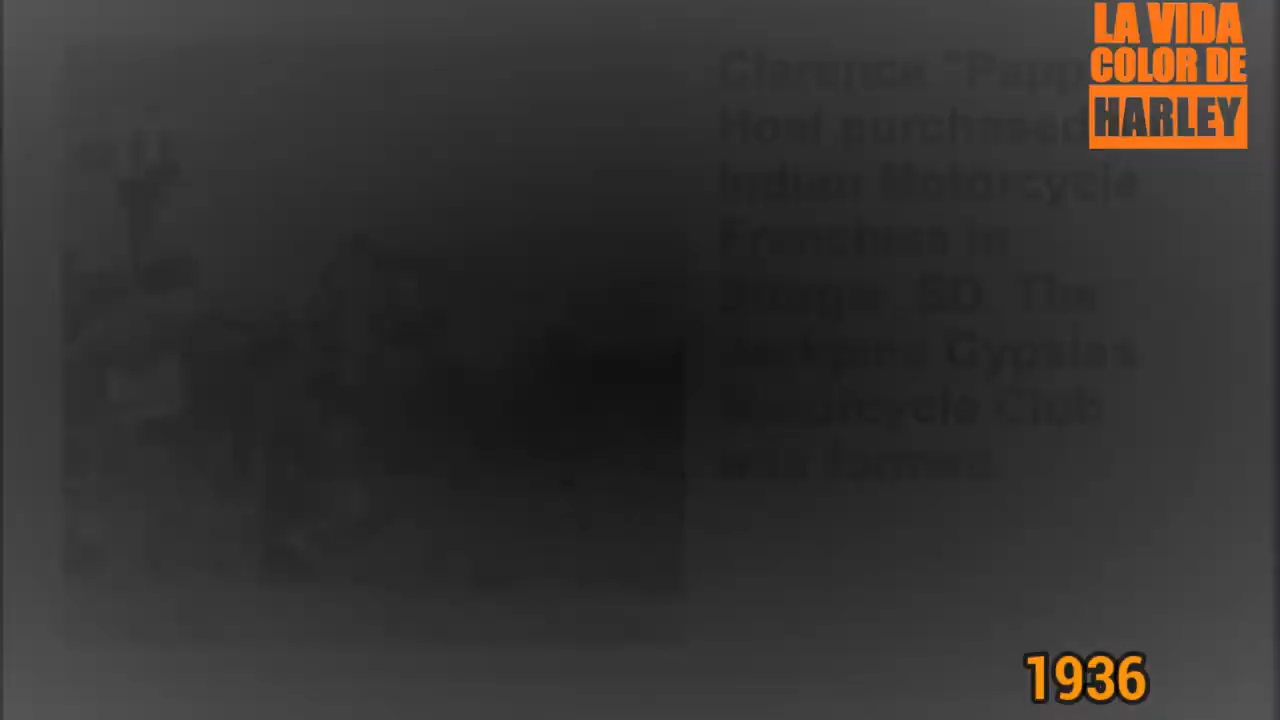 Clarence "Papp
Hoel purchased
Indian Motorcycle
Franchise in
Sturgis, SD. The
Jackpine Gypsies
Motorcycle Club
was formed.
LA VIDA
COLOR DE
HARLEY
1936